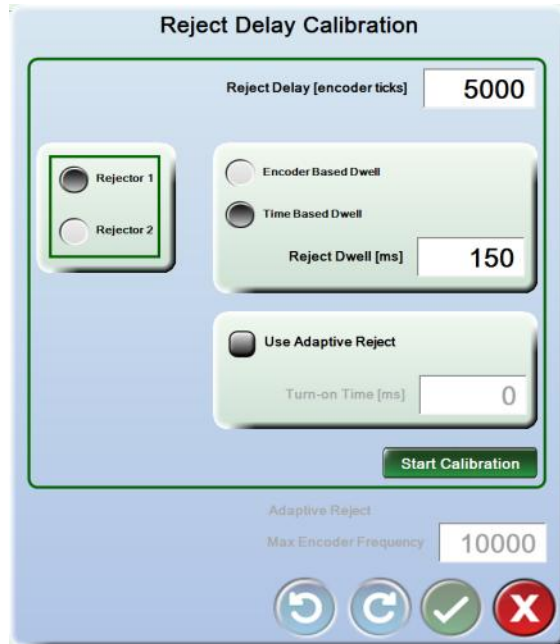 Reject Delay Calibration
Reject Delay [encoder ticks] 5000
Rejector 1
Rejector 2
Encoder Based Dwell
Time Based Dwell
Reject Dwell [ms] 150
Use Adaptive Reject
Turn-on Time [ms] 0
Start Calibration
Adaptive Reject
Max Encoder Frequency 10000